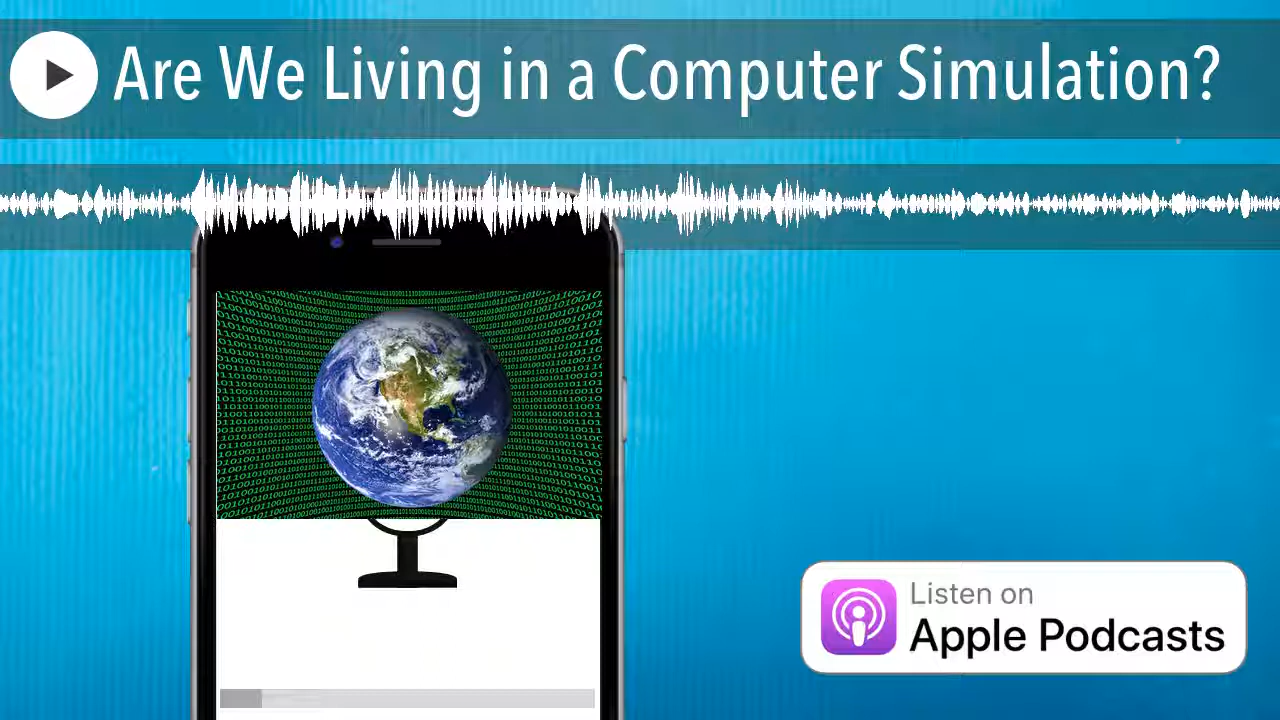 Are We Living in a Computer Simulation?
Listen on
Apple Podcasts